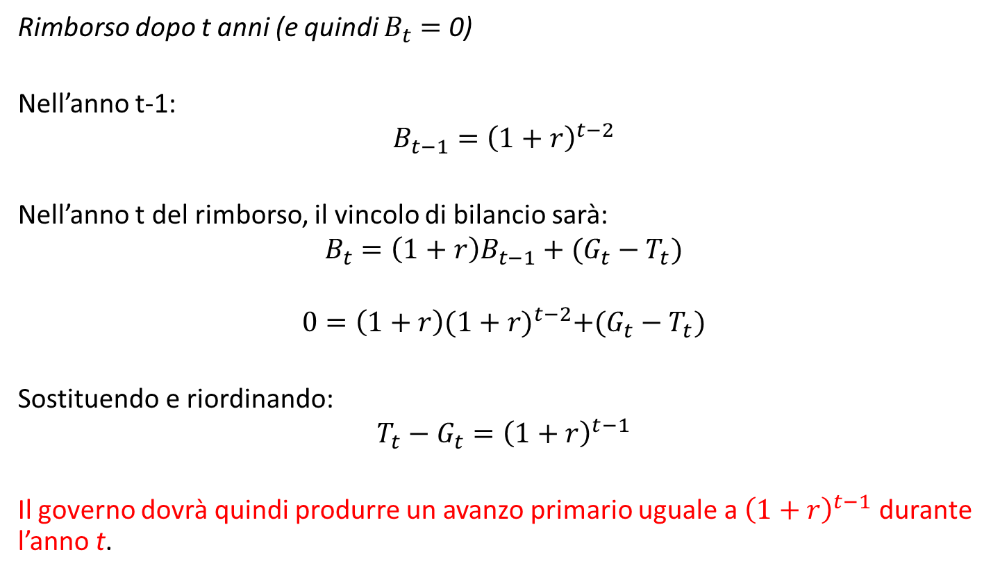 Rimborso dopo t anni (e quindi $B_t = 0$)
Nell’anno t-1:
$B_{t-1} = (1 + r)^{t-2}$
Nell’anno t del rimborso, il vincolo di bilancio sarà:
$B_t = (1 + r)B_{t-1} + (G_t - T_t)$
$0 = (1 + r)(1 + r)^{t-2} + (G_t - T_t)$
Sostituendo e riordinando:
$T_t - G_t = (1 + r)^{t-1}$
Il governo dovrà quindi produrre un avanzo primario uguale a $(1 + r)^{t-1}$ durante
l’anno t.